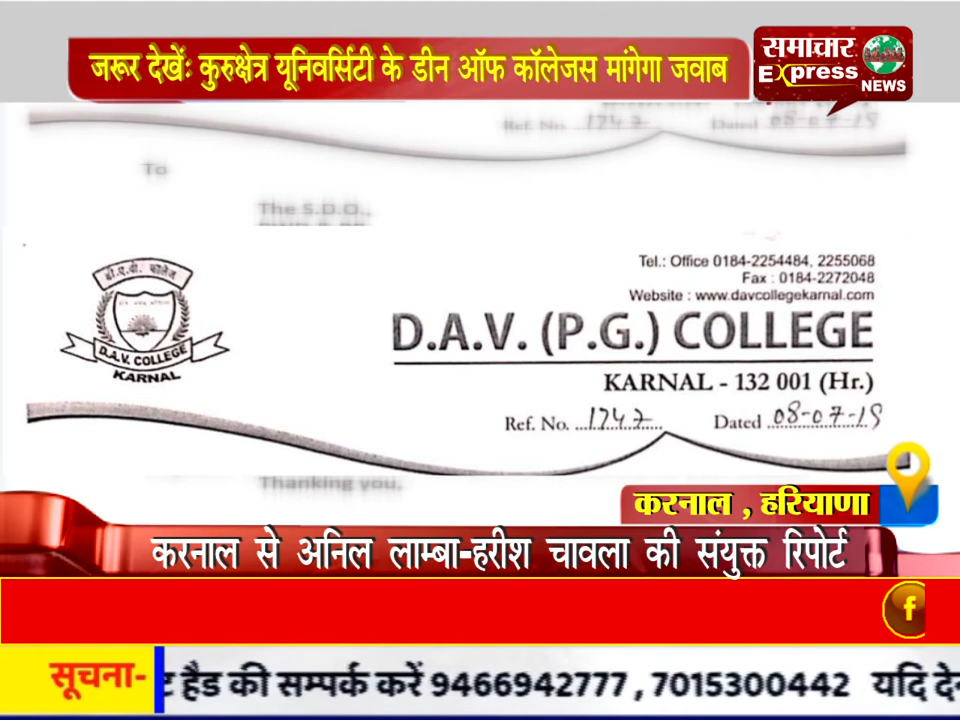 जरूर देखें: कुरुक्षेत्र यूनिवर्सिटी के डीन ऑफ कॉलेजस मांगेगा जवाब
समाचार
Express
NEWS
Ref. No. ...1747... Dated 08-07-19
To
The S.D.O.,
डी.ए.वी. कालेज
D.A.V. COLLEGE
KARNAL
Tel.: Office 0184-2254484, 2255068
Fax : 0184-2272048
Website : www.davcollegekarnal.com
D.A.V. (P.G.) COLLEGE
KARNAL - 132 001 (Hr.)
Ref. No. ...1747... Dated 08-07-19
Thanking you,
करनाल , हरियाणा
करनाल से अनिल लाम्बा-हरीश चावला की संयुक्त रिपोर्ट
f
सूचना- ट हैड की सम्पर्क करें 9466942777 , 7015300442 यदि दे